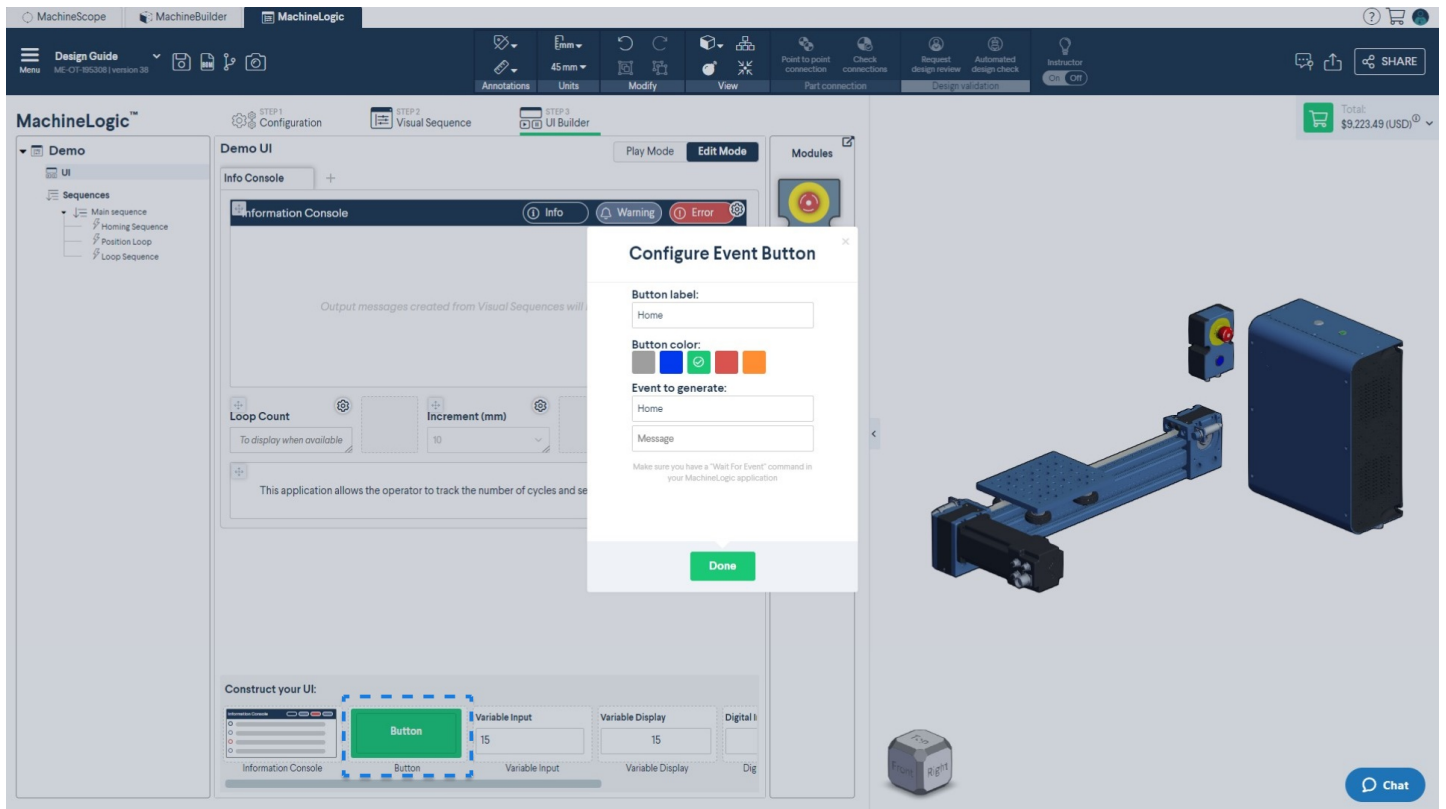 MachineScope
MachineBuilder
MachineLogic
Menu
Design Guide
ME-OT-195308 | version 38
mm
45 mm
Annotations
Units
Modify
View
Point to point
connection
Check
connections
Part connection
Request
design review
Automated
design check
Design validation
Instructor
On Off
SHARE
MachineLogic™
Demo
UI
Sequences
Main sequence
Homing Sequence
Position Loop
Loop Sequence
STEP 1
Configuration
STEP 2
Visual Sequence
STEP 3
UI Builder
Demo UI
Play Mode
Edit Mode
Info Console
Information Console
Info
Warning
Error
Output messages created from Visual Sequences will
Loop Count
To display when available
Increment (mm)
10
This application allows the operator to track the number of cycles and se
Modules
Configure Event Button
Button label:
Home
Button color:
Event to generate:
Home
Message
Make sure you have a "Wait For Event" command in
your MachineLogic application
Done
Construct your UI:
Information Console
Button
Button
Variable Input
15
Variable Input
Variable Display
15
Variable Display
Digital I
Dig
Total:
$9,223.49 (USD)
Top
Front
Right
Chat